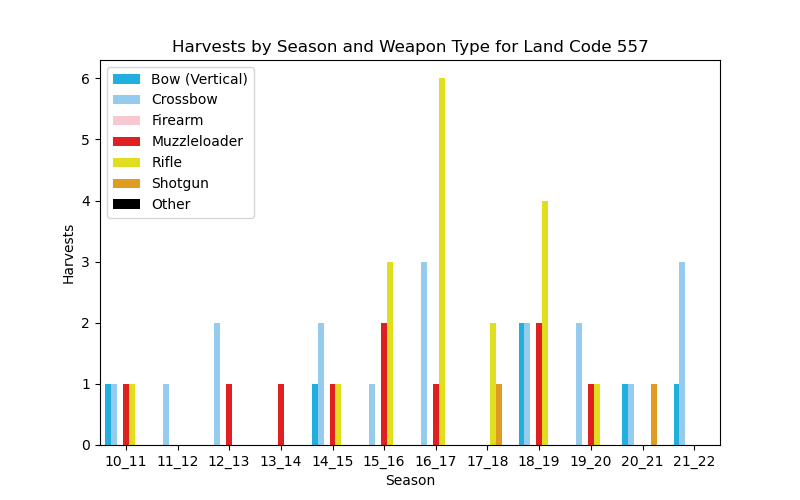 Harvests by Season and Weapon Type for Land Code 557
Bow (Vertical)
Crossbow
Firearm
Muzzleloader
Rifle
Shotgun
Other
6
5
4
3
2
1
0
Harvests
10_11 11_12 12_13 13_14 14_15 15_16 16_17 17_18 18_19 19_20 20_21 21_22
Season